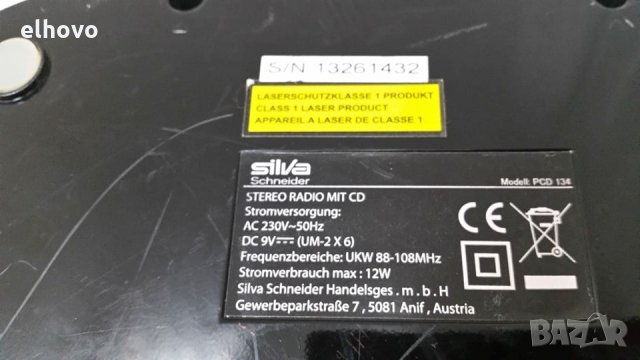 elhovo
S/N 13261432
LASERSCHUTZKLASSE 1 PRODUKT
CLASS 1 LASER PRODUCT
APPAREIL A LASER DE CLASSE 1
silva
Schneider
Modell: PCD 134
STEREO RADIO MIT CD
Stromversorgung:
AC 230V~50Hz
DC 9V⎓ (UM-2 X 6)
Frequenzbereiche: UKW 88-108MHz
Stromverbrauch max : 12W
Silva Schneider Handelsges . m . b . H
Gewerbeparkstraße 7 , 5081 Anif , Austria
CE
BAZAR